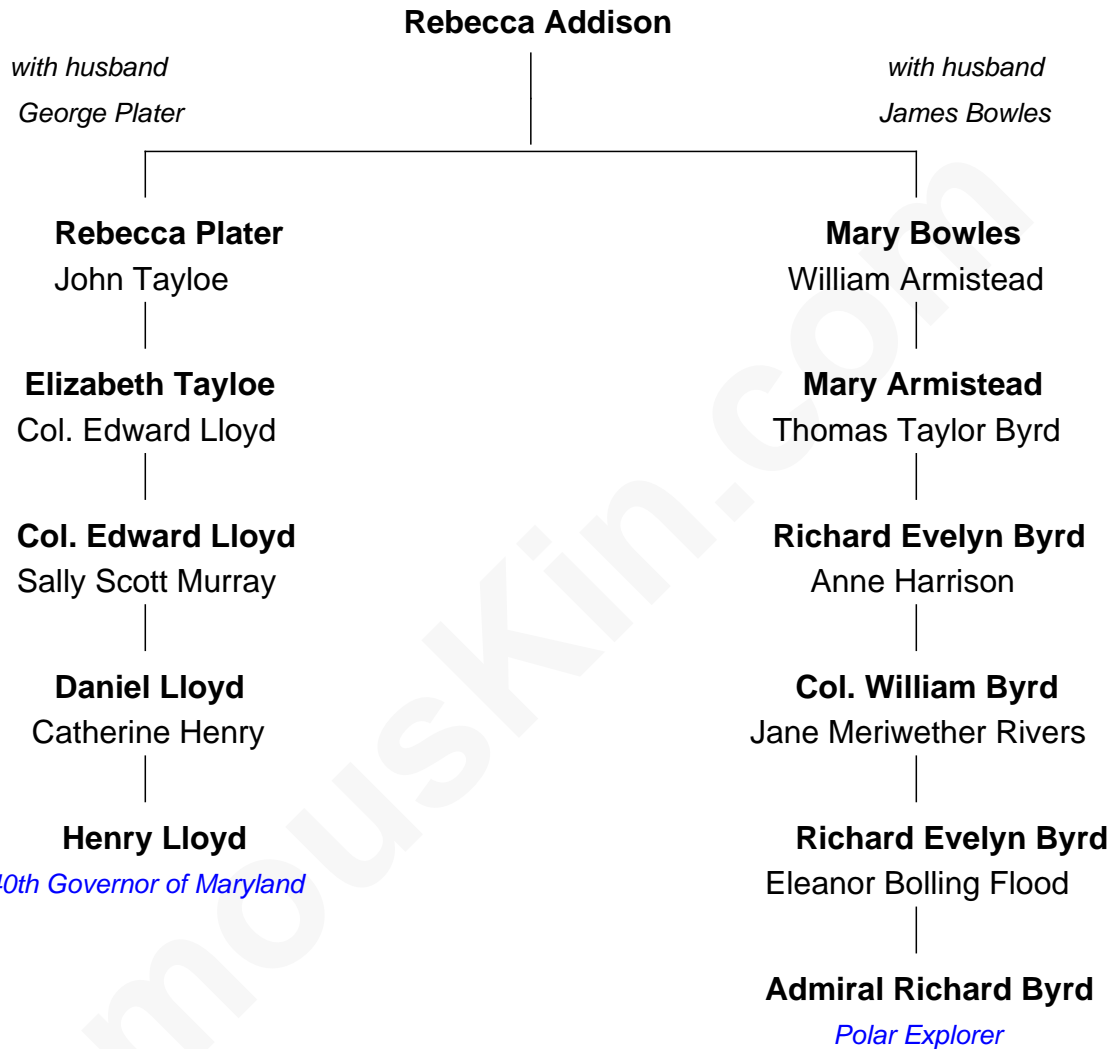 Rebecca Addison
with husband
George Plater
with husband
James Bowles
Rebecca Plater
John Tayloe
Mary Bowles
William Armistead
Elizabeth Tayloe
Col. Edward Lloyd
Mary Armistead
Thomas Taylor Byrd
Col. Edward Lloyd
Sally Scott Murray
Richard Evelyn Byrd
Anne Harrison
Daniel Lloyd
Catherine Henry
Col. William Byrd
Jane Meriwether Rivers
Henry Lloyd
40th Governor of Maryland
Richard Evelyn Byrd
Eleanor Bolling Flood
Admiral Richard Byrd
Polar Explorer
mouskin.com